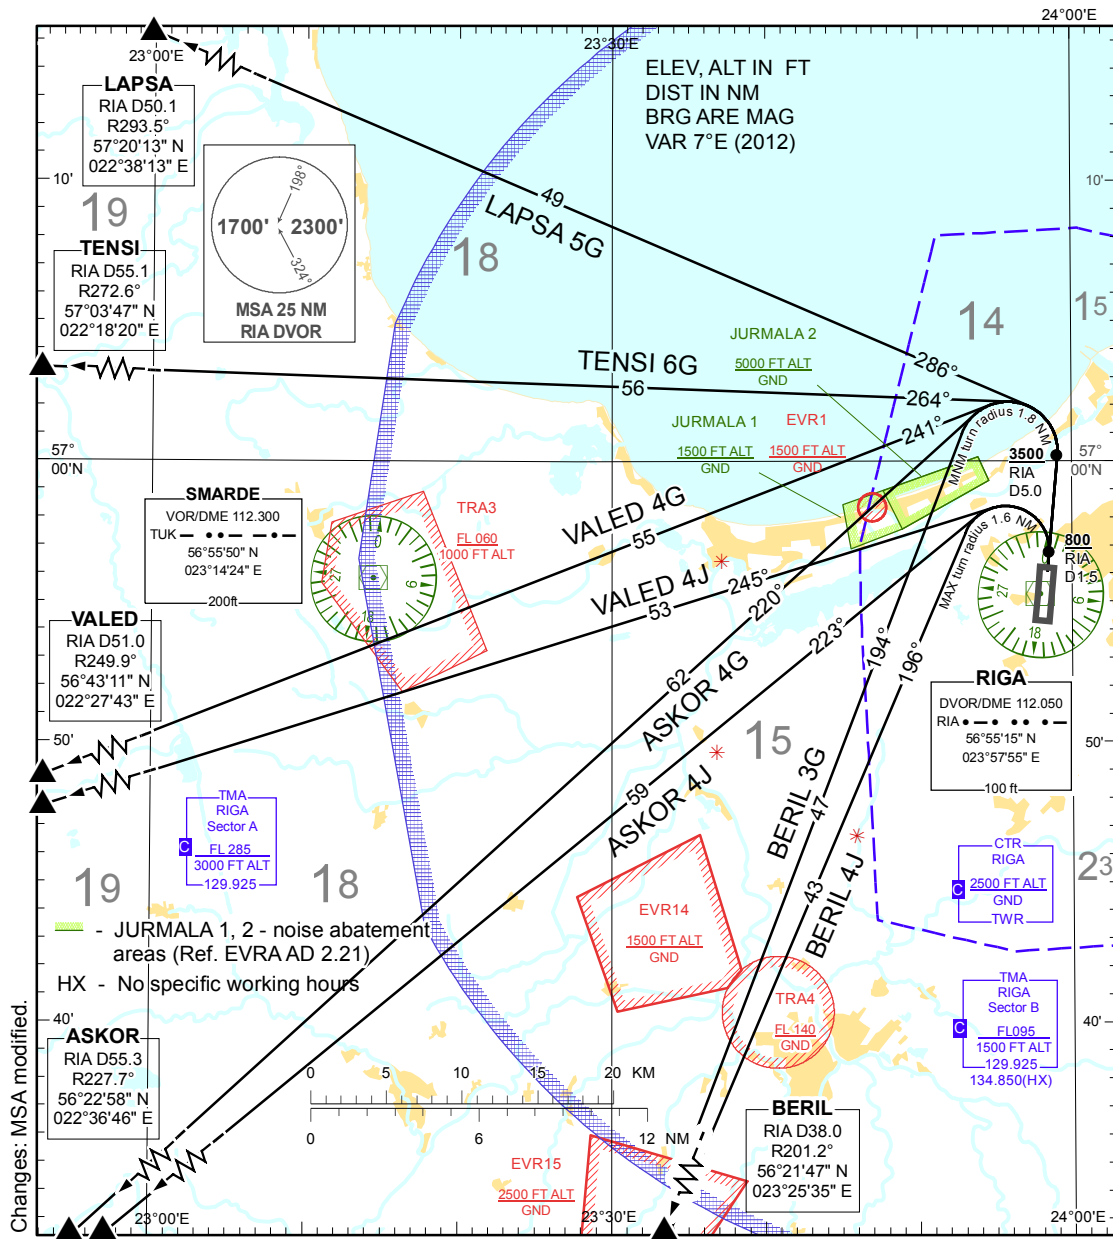 24°00'E
23°00'E
23°30'E
ELEV, ALT IN FT
DIST IN NM
BRG ARE MAG
VAR 7°E (2012)
LAPSA
RIA D50.1
R293.5°
57°20'13" N
022°38'13" E
10'
10'
19
198°
1700'
2300'
324°
MSA 25 NM
RIA DVOR
49
LAPSA 5G
18
TENSI
RIA D55.1
R272.6°
57°03'47" N
022°18'20" E
14
15
JURMALA 2
5000 FT ALT
GND
TENSI 6G
56
286°
264°
241°
JURMALA 1
1500 FT ALT
GND
EVR1
1500 FT ALT
GND
MNM turn radius 1.8 NM
57°
00'N
57°
00'N
3500
RIA
D5.0
SMARDE
VOR/DME 112.300
TUK
56°55'50" N
023°14'24" E
200ft
TRA3
FL 060
1000 FT ALT
0
9
18
27
VALED 4G
55
VALED 4J
53
245°
220°
223°
194°
196°
MAX turn radius 1.6 NM
800
RIA
D1.5
9
18
27
VALED
RIA D51.0
R249.9°
56°43'11" N
022°27'43" E
62
ASKOR 4G
59
ASKOR 4J
15
RIGA
DVOR/DME 112.050
RIA
56°55'15" N
023°57'55" E
100 ft
50'
50'
BERIL 3G
47
BERIL 4J
43
TMA
RIGA
Sector A
C
FL 285
3000 FT ALT
129.925
CTR
RIGA
C
2500 FT ALT
GND
TWR
19
18
23
EVR14
1500 FT ALT
GND
- JURMALA 1, 2 - noise abatement
areas (Ref. EVRA AD 2.21)
HX - No specific working hours
TRA4
FL 140
GND
TMA
RIGA
Sector B
C
FL095
1500 FT ALT
129.925
134.850(HX)
40'
40'
ASKOR
RIA D55.3
R227.7°
56°22'58" N
022°36'46" E
0 5 10 15 20 KM
0 6 12 NM
BERIL
RIA D38.0
R201.2°
56°21'47" N
023°25'35" E
EVR15
2500 FT ALT
GND
23°00'E
23°30'E
24°00'E
Changes: MSA modified.